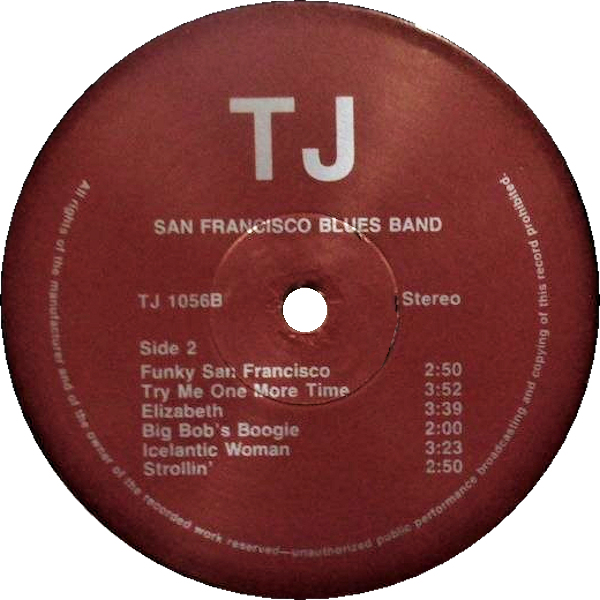 TJ
SAN FRANCISCO BLUES BAND
TJ 1056B Stereo
Side 2
Funky San Francisco 2:50
Try Me One More Time 3:52
Elizabeth 3:39
Big Bob's Boogie 2:00
Icelantic Woman 3:23
Strollin' 2:50
All rights of the manufacturer and of the owner of the recorded work reserved—unauthorized public performance broadcasting and copying of this record prohibited.